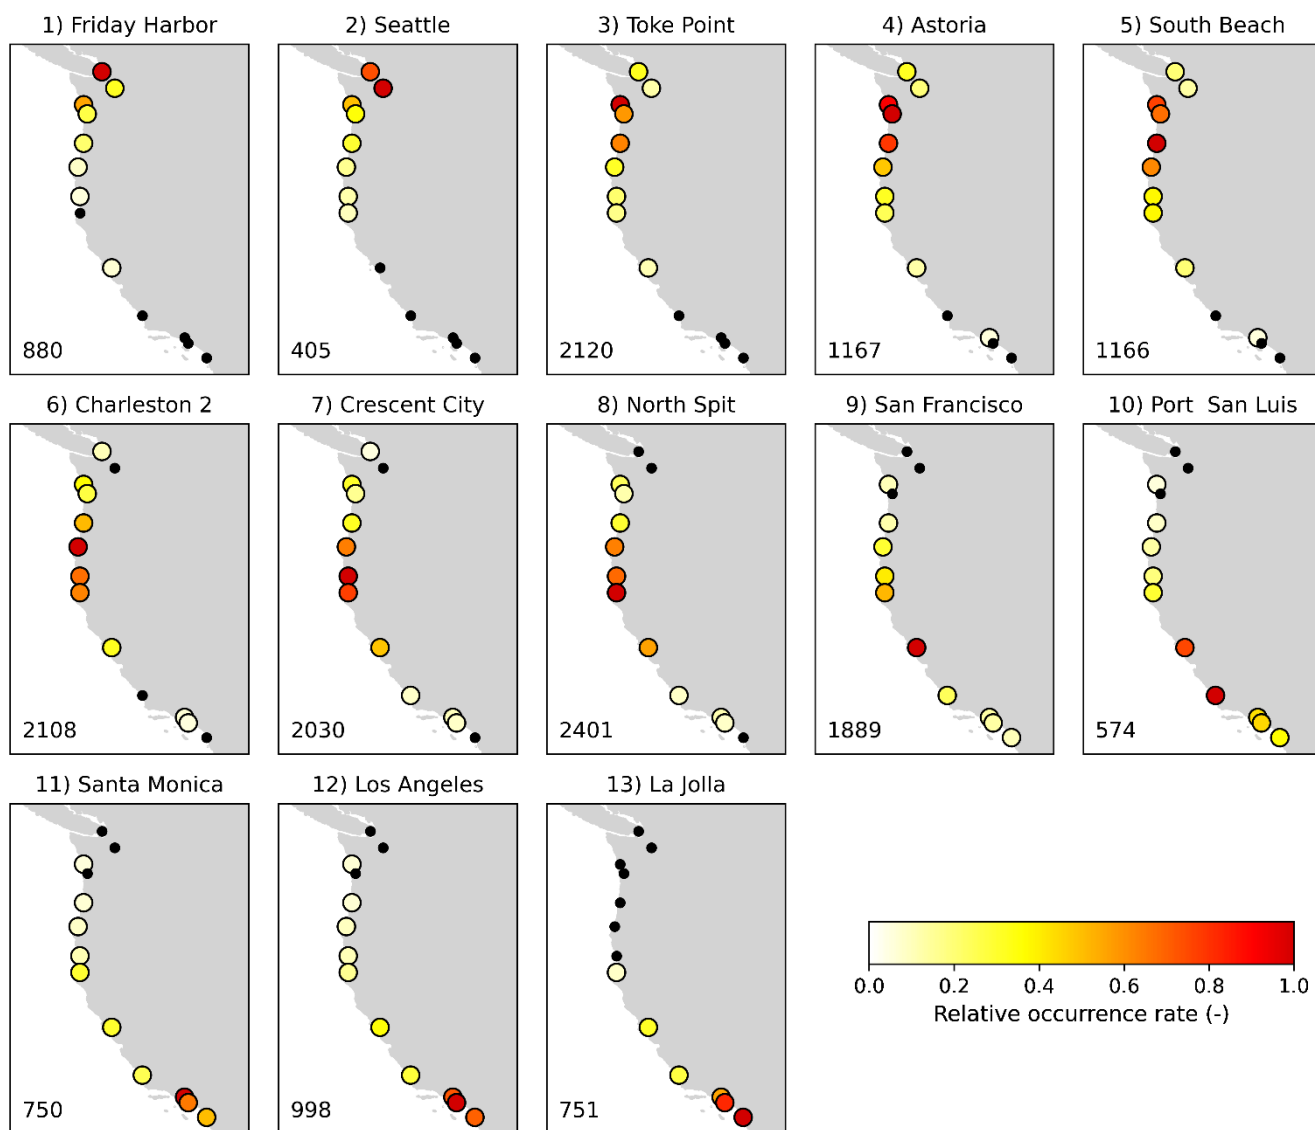 1) Friday Harbor
2) Seattle
3) Toke Point
4) Astoria
5) South Beach
880
405
2120
1167
1166
6) Charleston 2
7) Crescent City
8) North Spit
9) San Francisco
10) Port  San Luis
2108
2030
2401
1889
574
11) Santa Monica
12) Los Angeles
13) La Jolla
750
998
751
0.0 0.2 0.4 0.6 0.8 1.0
Relative occurrence rate (-)